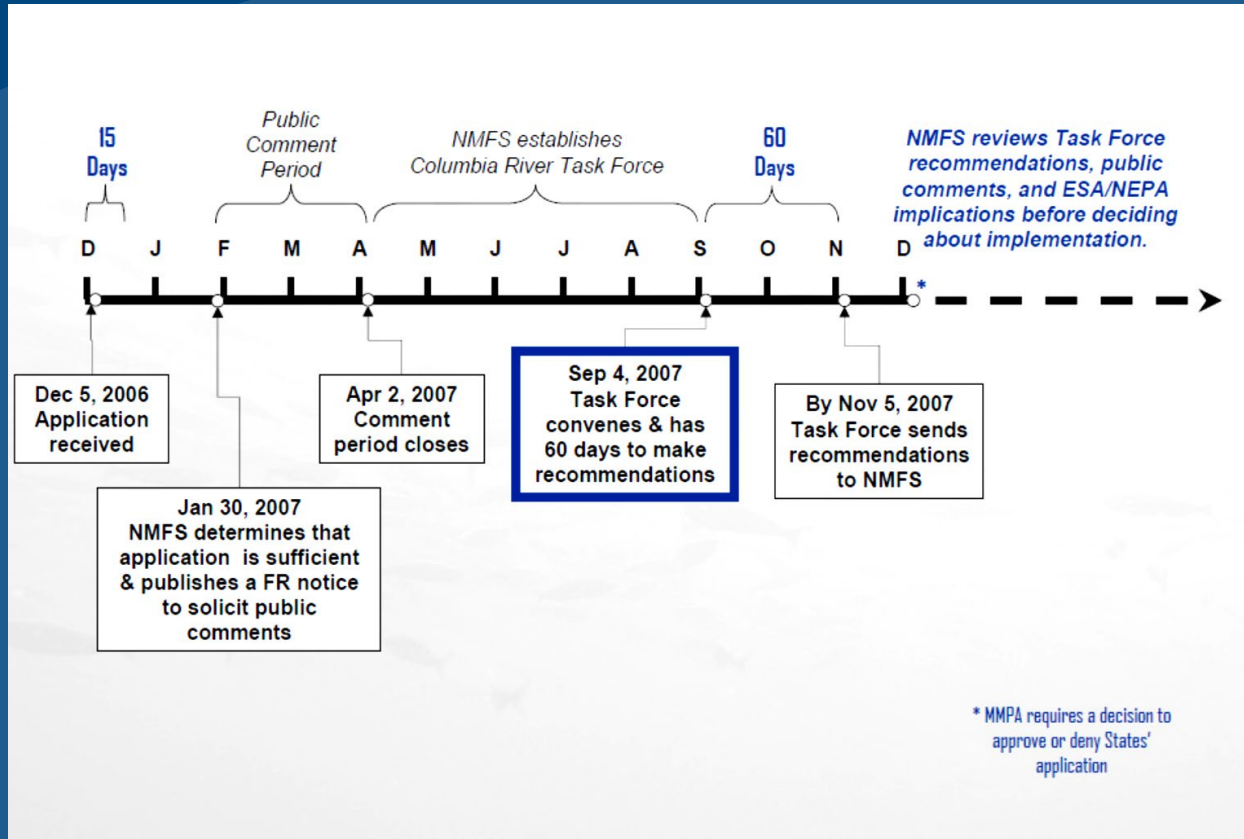 15
Days
Public
Comment
Period
NMFS establishes
Columbia River Task Force
60
Days
NMFS reviews Task Force
recommendations, public
comments, and ESA/NEPA
implications before deciding
about implementation.
D J F M A M J J A S O N D
*
Dec 5, 2006
Application
received
Jan 30, 2007
NMFS determines that
application is sufficient
& publishes a FR notice
to solicit public
comments
Apr 2, 2007
Comment
period closes
Sep 4, 2007
Task Force
convenes & has
60 days to make
recommendations
By Nov 5, 2007
Task Force sends
recommendations
to NMFS
* MMPA requires a decision to
approve or deny States'
application